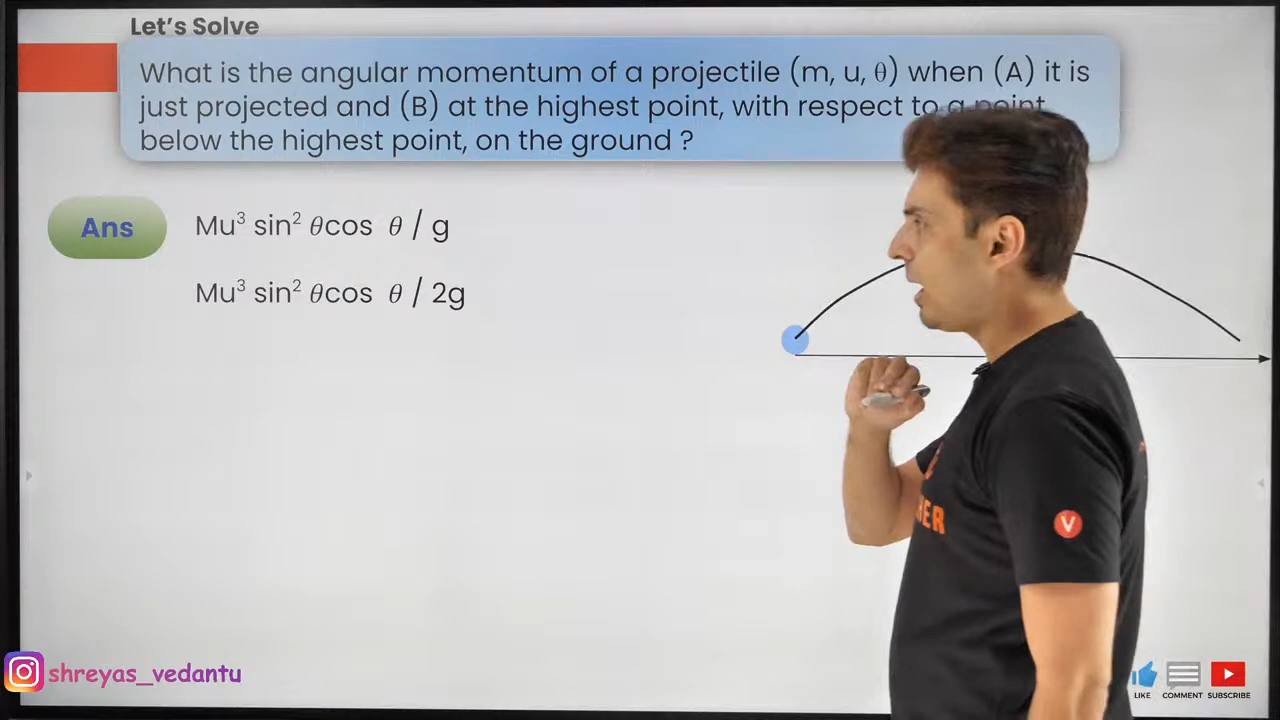 Let's Solve
What is the angular momentum of a projectile (m, u, θ) when (A) it is
just projected and (B) at the highest point, with respect to a point
below the highest point, on the ground ?
Ans
Mu³ sin² θcos θ / g
Mu³ sin² θcos θ / 2g
V
shreyas_vedantu
LIKE
COMMENT
SUBSCRIBE